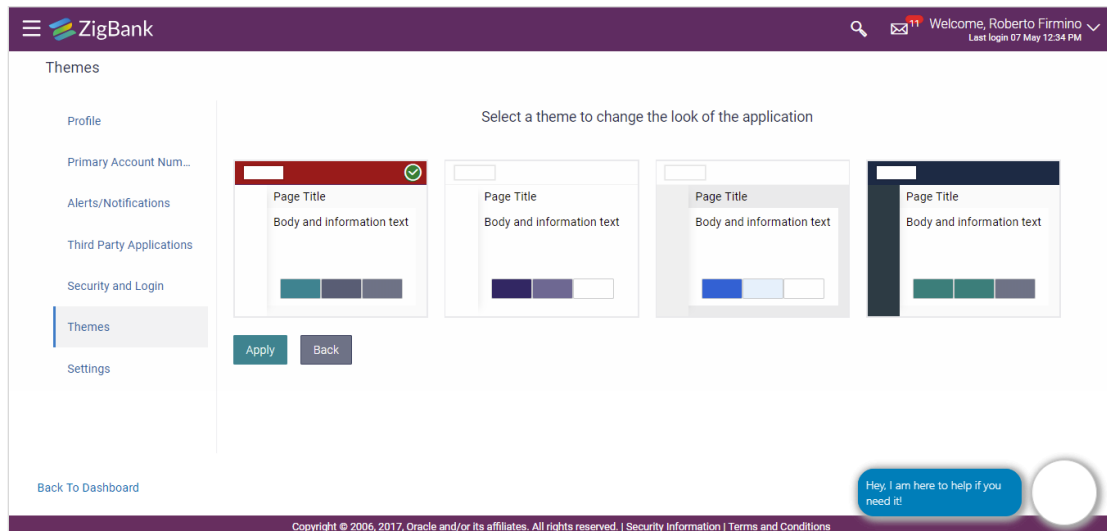 ZigBank
11
Welcome, Roberto Firmino
Last login 07 May 12:34 PM
Themes
Profile
Primary Account Num...
Alerts/Notifications
Third Party Applications
Security and Login
Themes
Settings
Select a theme to change the look of the application
Page Title
Body and information text
Page Title
Body and information text
Page Title
Body and information text
Page Title
Body and information text
Apply
Back
Back To Dashboard
Hey, I am here to help if you
need it!
Copyright © 2006, 2017, Oracle and/or its affiliates. All rights reserved. | Security Information | Terms and Conditions